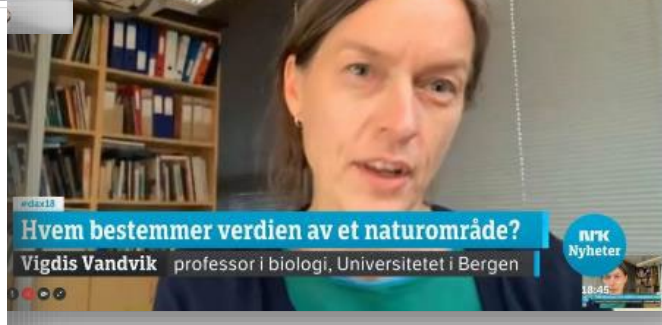 #dax18
Hvem bestemmer verdien av et naturområde?
Vigdis Vandvik professor i biologi, Universitetet i Bergen
NRK
Nyheter
18:45